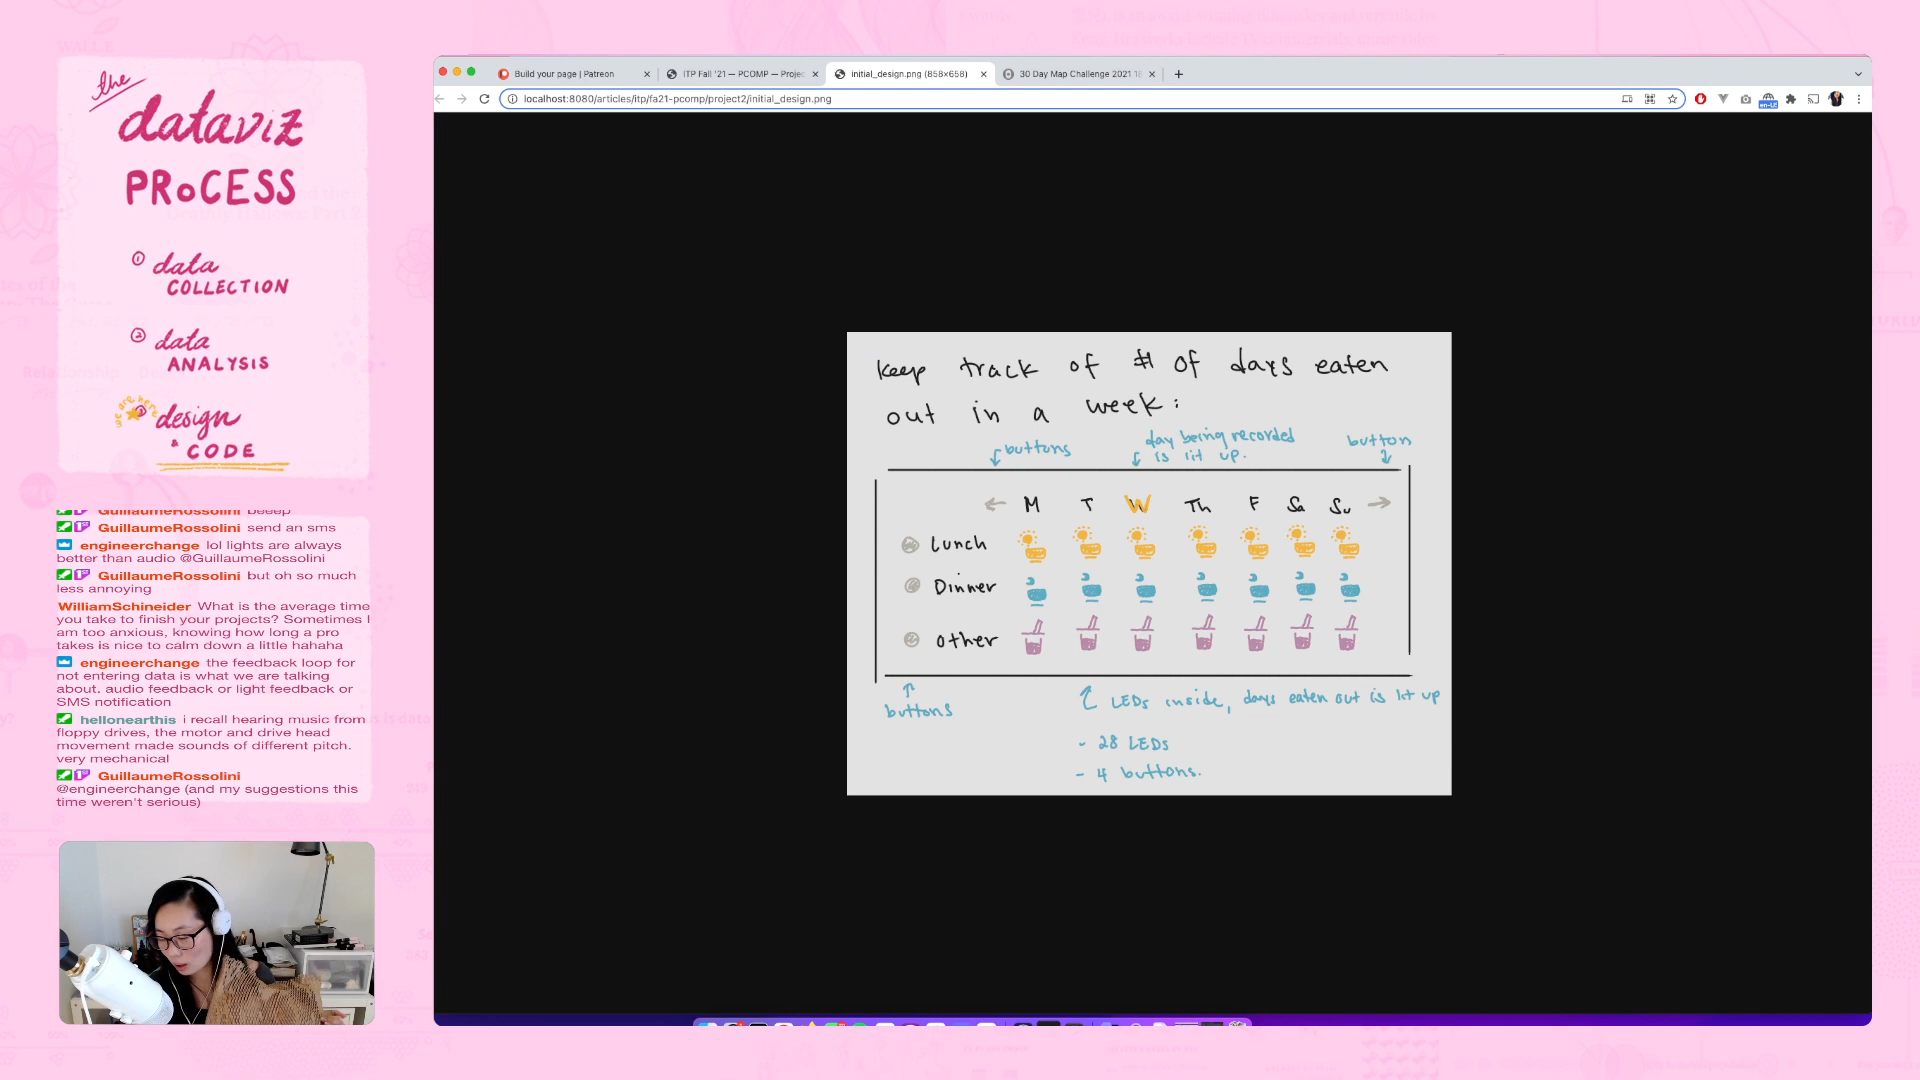 the
dataviz
PROCESS
① data
COLLECTION
② data
ANALYSIS
we are here
③ design
& CODE
GuillaumeRossolini beeep
GuillaumeRossolini send an sms
engineerchange lol lights are always
better than audio @GuillaumeRossolini
GuillaumeRossolini but oh so much
less annoying
WilliamSchineider What is the average time
you take to finish your projects? Sometimes I
am too anxious, knowing how long a pro
takes is nice to calm down a little hahaha
engineerchange the feedback loop for
not entering data is what we are talking
about. audio feedback or light feedback or
SMS notification
hellonearthis i recall hearing music from
floppy drives, the motor and drive head
movement made sounds of different pitch.
very mechanical
GuillaumeRossolini
@engineerchange (and my suggestions this
time weren't serious)
Build your page | Patreon
ITP Fall '21 — PCOMP — Projec
initial_design.png (858×658)
30 Day Map Challenge 2021 18
localhost:8080/articles/itp/fa21-pcomp/project2/initial_design.png
keep track of # of days eaten
out in a week:
buttons
day being recorded
is lit up.
button
← M T W Th F Sa Su →
Lunch
Dinner
other
buttons
LEDs inside, days eaten out is lit up
- 28 LEDs
- 4 buttons.